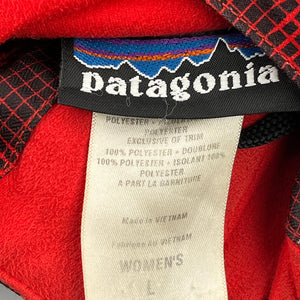 patagonia
POLYESTER
POLYESTER
EXCLUSIVE OF TRIM
100% POLYESTER • DOUBLURE
100% POLYESTER • ISOLANT 100%
POLYESTER
A PART LA GARNITURE
Made in VIETNAM
Fabriqué au VIETNAM
WOMEN'S
L